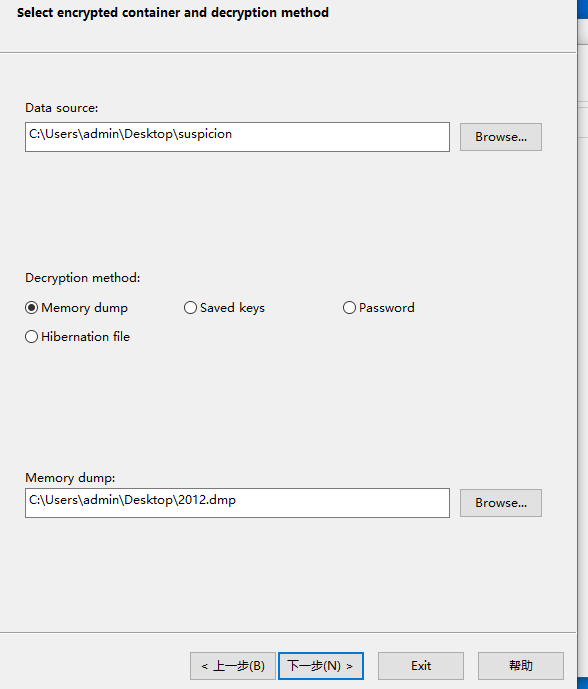 Select encrypted container and decryption method
Data source:
C:\Users\admin\Desktop\suspicion
Browse...
Decryption method:
Memory dump
Saved keys
Password
Hibernation file
Memory dump:
C:\Users\admin\Desktop\2012.dmp
Browse...
< 上一步(B)
下一步(N) >
Exit
帮助